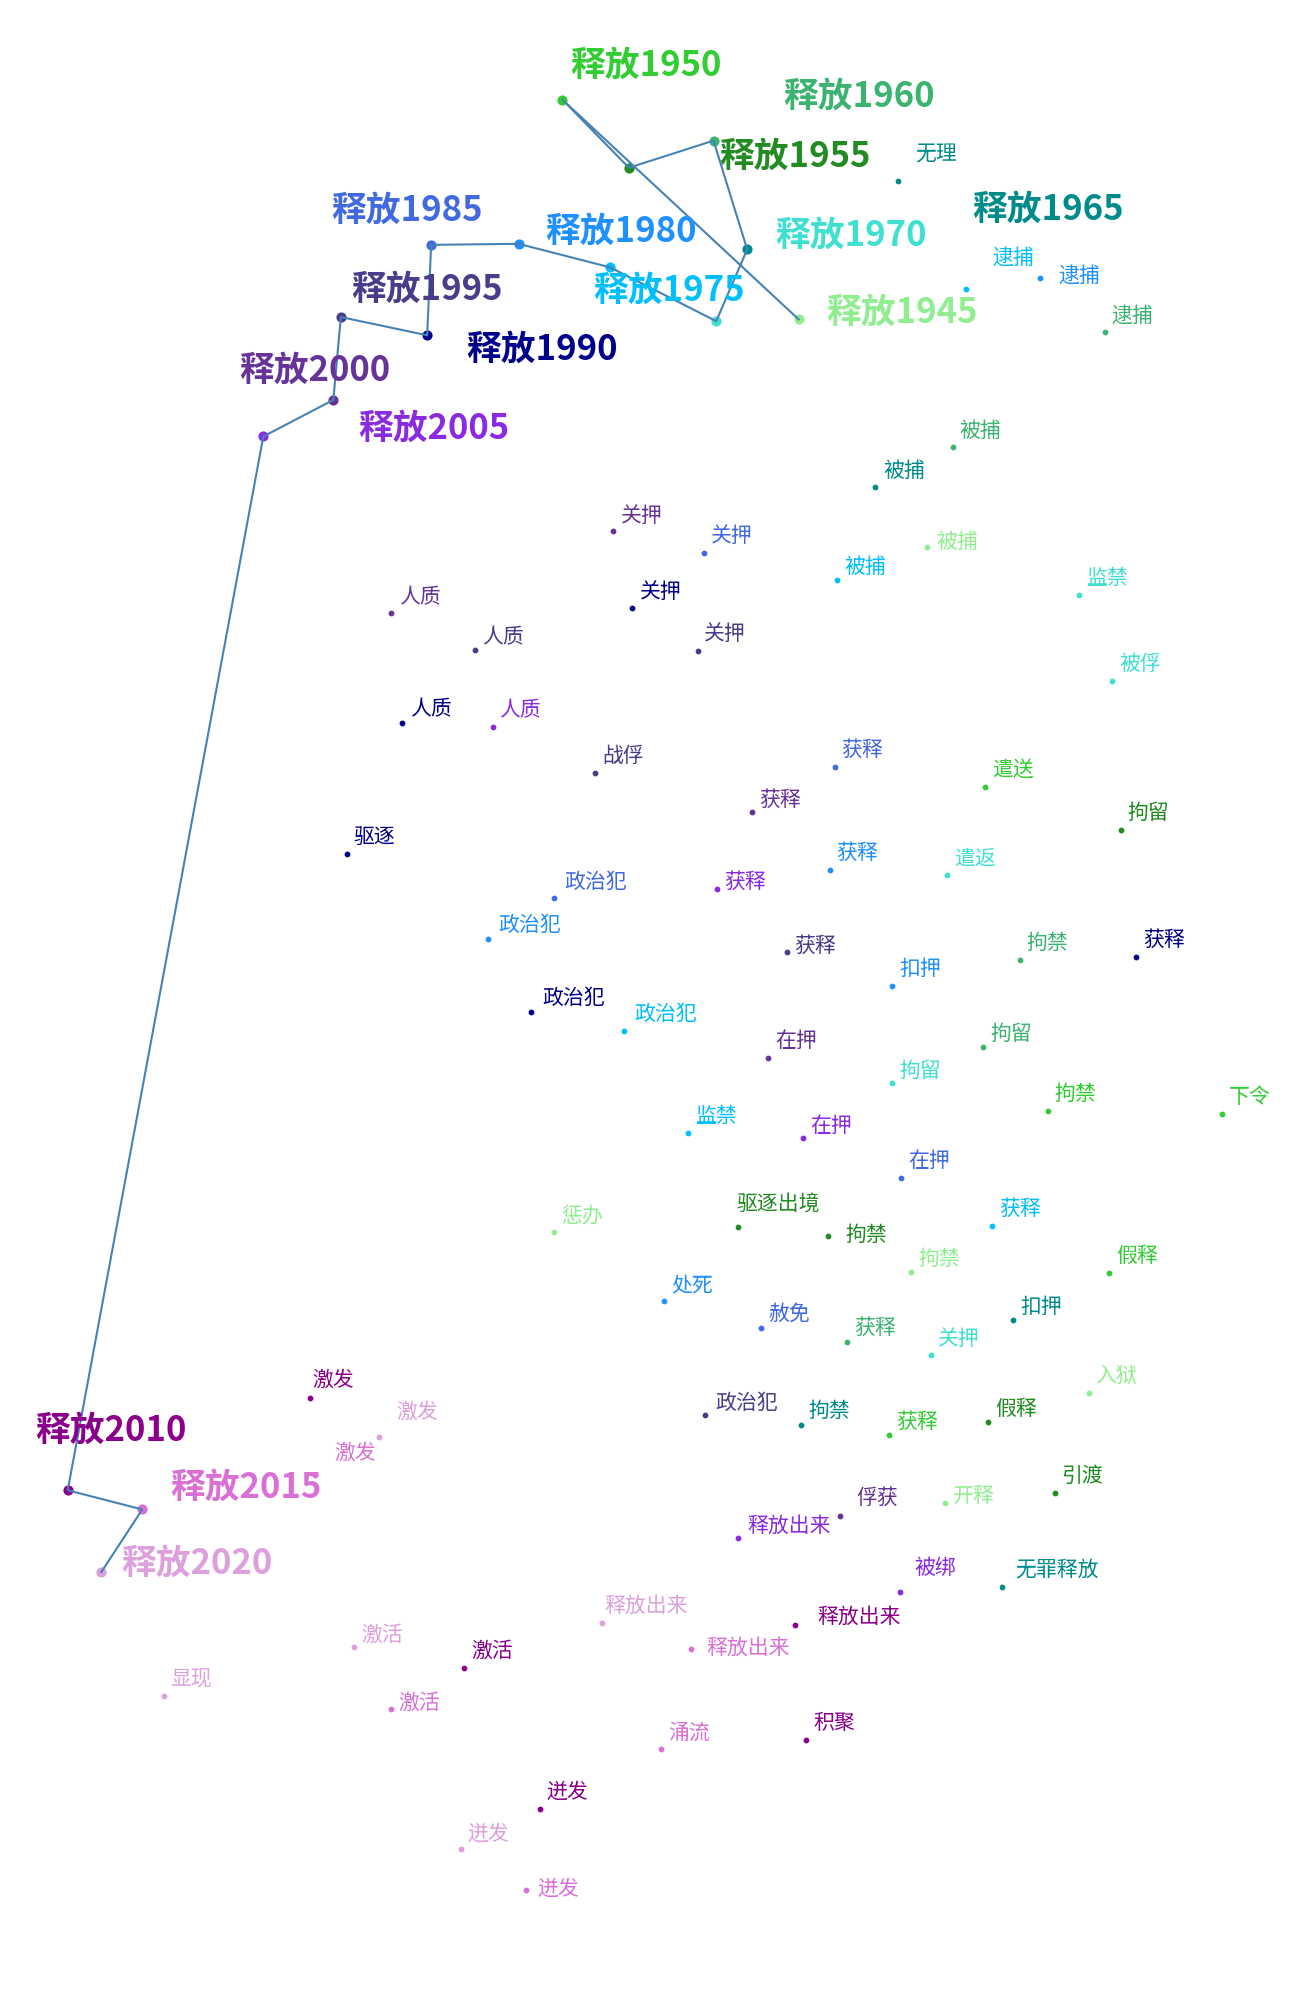 释放1950
释放1960
释放1955
无理
释放1985
释放1965
释放1980
释放1970
逮捕
逮捕
释放1995
释放1975
释放1945
逮捕
释放1990
释放2000
释放2005
被捕
被捕
关押
关押
被捕
被捕
监禁
人质
关押
人质
关押
被俘
人质
人质
战俘
获释
遣送
获释
拘留
驱逐
获释
遣返
政治犯
获释
政治犯
获释
拘禁
获释
扣押
政治犯
政治犯
在押
拘留
拘留
监禁
在押
拘禁
下令
在押
惩办
驱逐出境
拘禁
获释
拘禁
假释
处死
赦免
获释
扣押
关押
激发
入狱
激发
政治犯
拘禁
获释
假释
释放2010
激发
释放2015
引渡
俘获
开释
释放出来
释放2020
被绑
无罪释放
释放出来
释放出来
激活
激活
释放出来
显现
激活
涌流
积聚
迸发
迸发
迸发